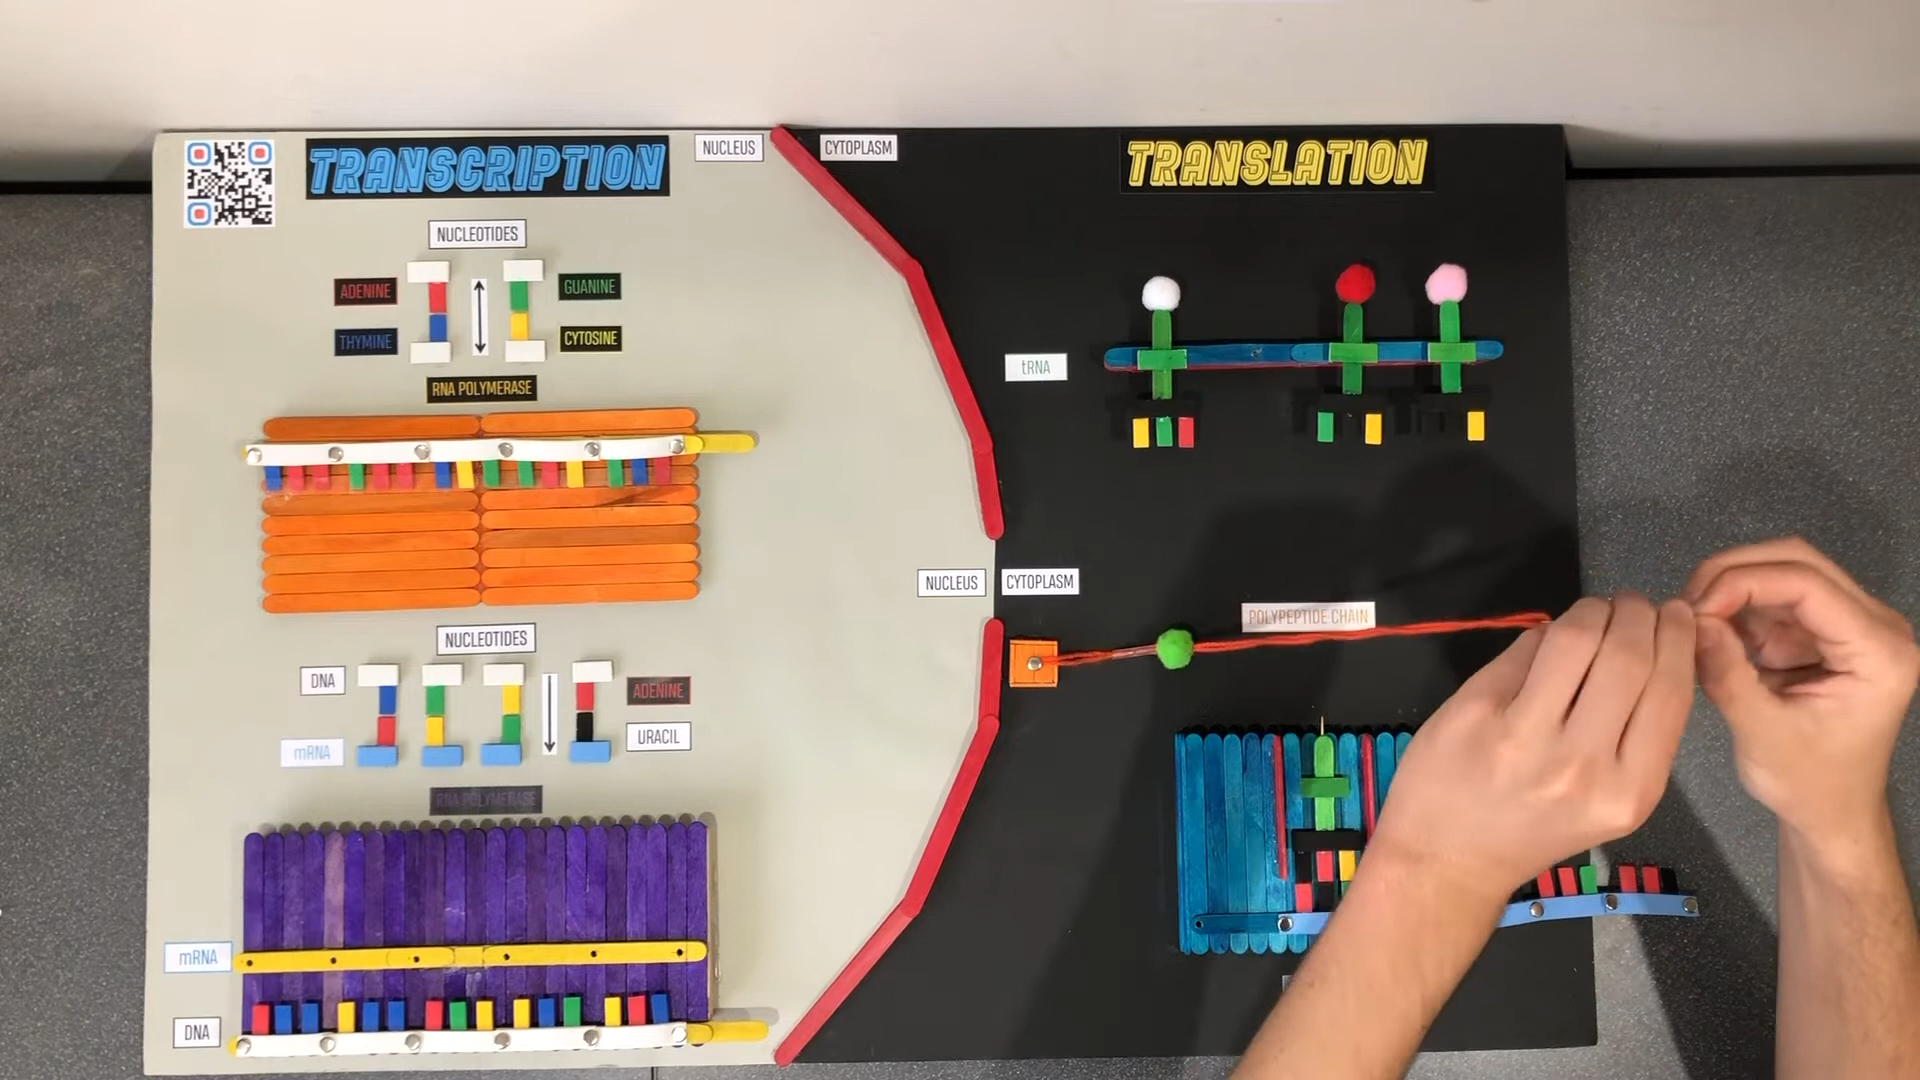 TRANSCRIPTION
NUCLEUS
CYTOPLASM
TRANSLATION
NUCLEOTIDES
ADENINE
GUANINE
THYMINE
CYTOSINE
RNA POLYMERASE
tRNA
NUCLEUS
CYTOPLASM
POLYPEPTIDE CHAIN
NUCLEOTIDES
DNA
ADENINE
mRNA
URACIL
RNA POLYMERASE
mRNA
DNA